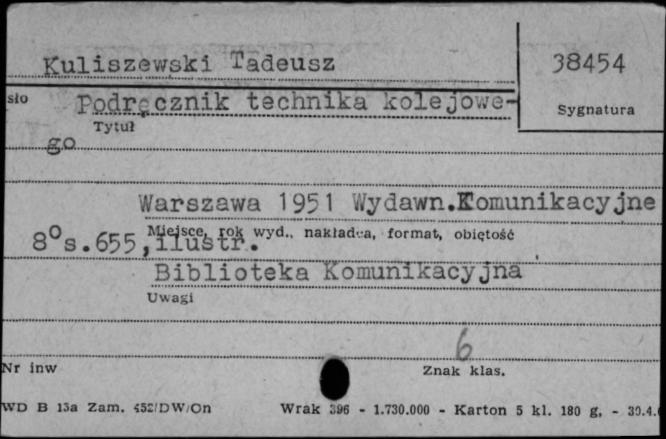 Kuliszewski Tadeusz
38454
sło Podręcznik technika kolejowe-
Sygnatura
Tytuł
go
Warszawa 1951 Wydawn.Komunikacyjne
Miejsce, rok wyd., nakładca, format, objętość
8°s.655,ilustr.
Biblioteka Komunikacyjna
Uwagi
6
Nr inw
Znak klas.
WD B 13a Zam. 452/DW/On Wrak 396 - 1.730.000 - Karton 5 kl. 180 g. - 30.4.